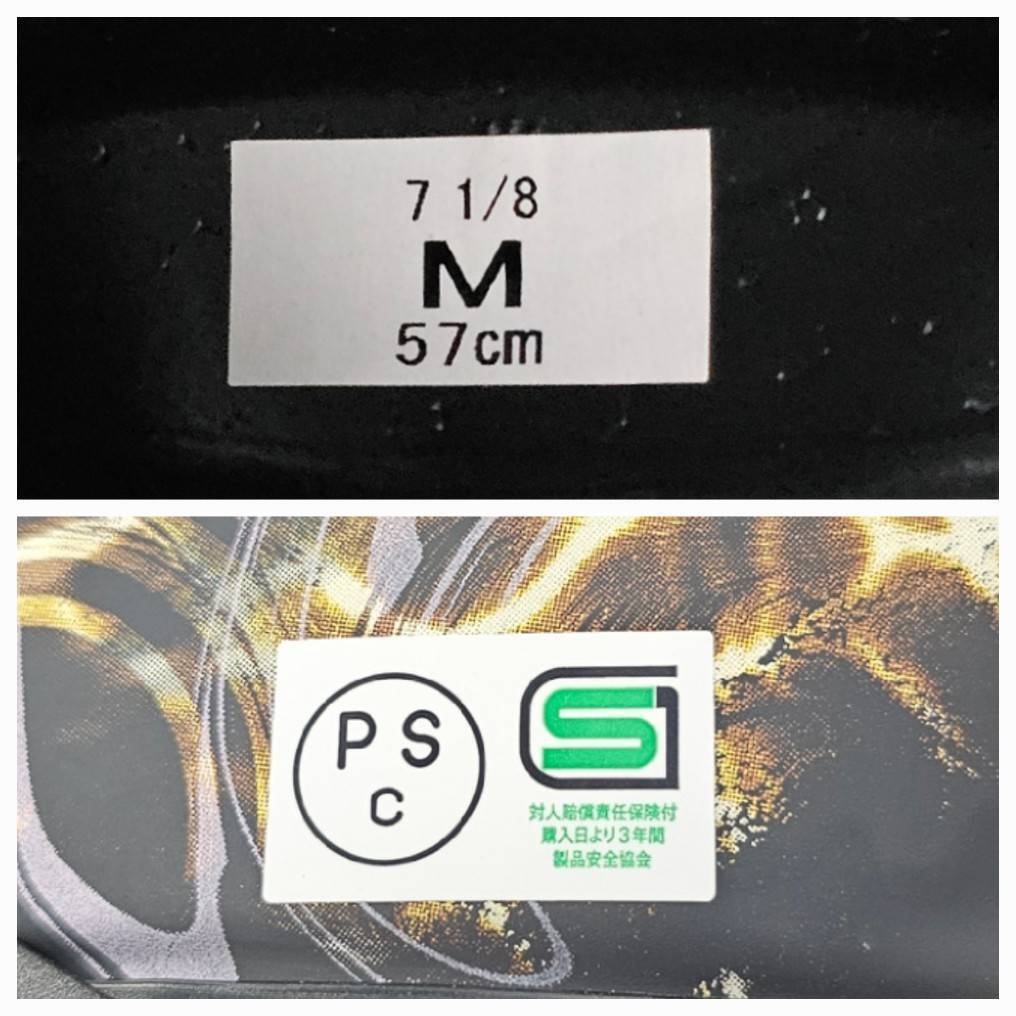 7 1/8
M
57cm
PS
C
S
対人賠償責任保険付
購入日より3年間
製品安全協会